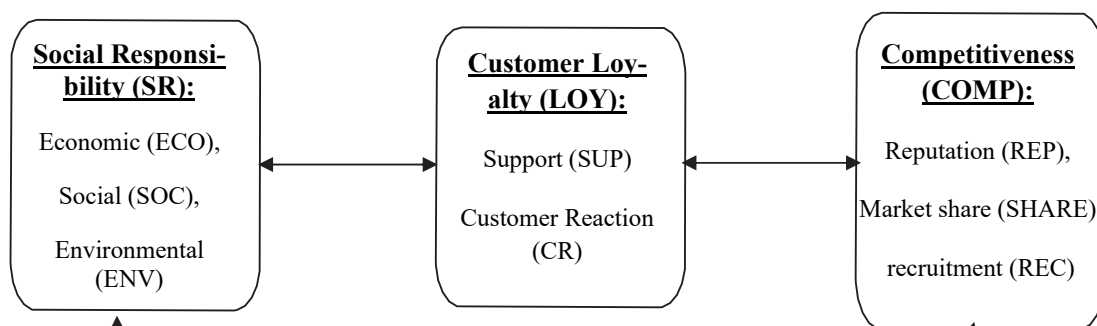 Social Responsi-
bility (SR):
Economic (ECO),
Social (SOC),
Environmental
(ENV)
Customer Loy-
alty (LOY):
Support (SUP)
Customer Reaction
(CR)
Competitiveness
(COMP):
Reputation (REP),
Market share (SHARE)
recruitment (REC)